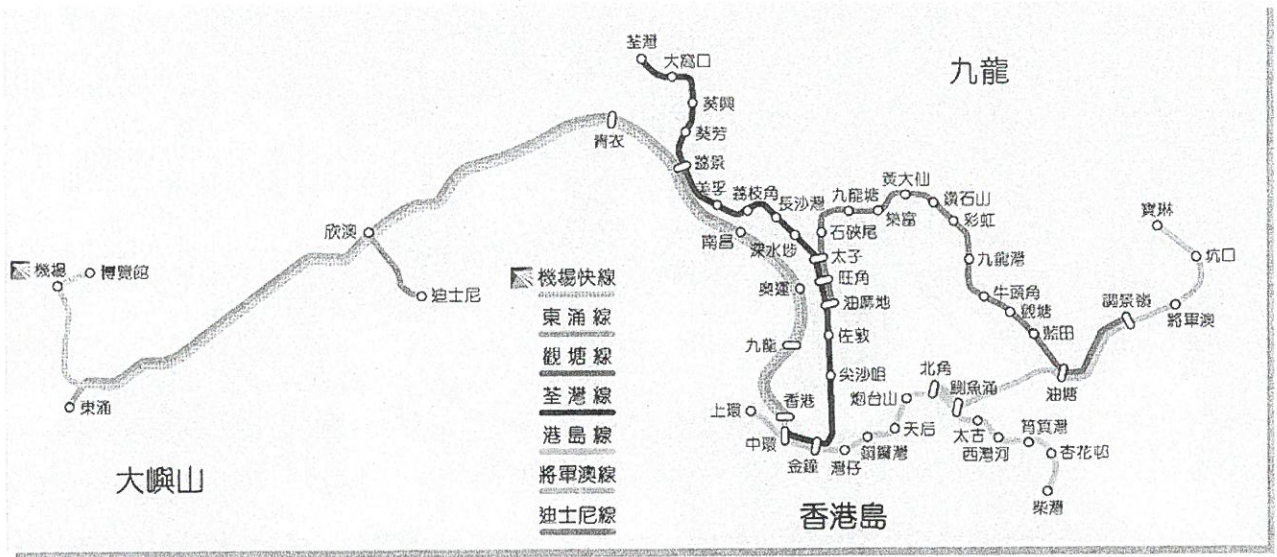 荃灣
大窩口
九龍
葵興
葵芳
青衣
荔景
美孚
荔枝角
長沙灣
九龍塘
黃大仙
樂富
鑽石山
彩虹
寶琳
石硤尾
南昌
深水埗
太子
九龍灣
坑口
欣澳
機場
博覽館
旺角
奧運
油麻地
牛頭角
觀塘
調景嶺
將軍澳
迪士尼
藍田
九龍
佐敦
尖沙咀
油塘
機場快線
東涌線
觀塘線
荃灣線
港島線
將軍澳線
迪士尼線
東涌
上環
香港
中環
金鐘
灣仔
銅鑼灣
天后
炮台山
北角
鰂魚涌
太古
西灣河
筲箕灣
杏花邨
柴灣
大嶼山
香港島